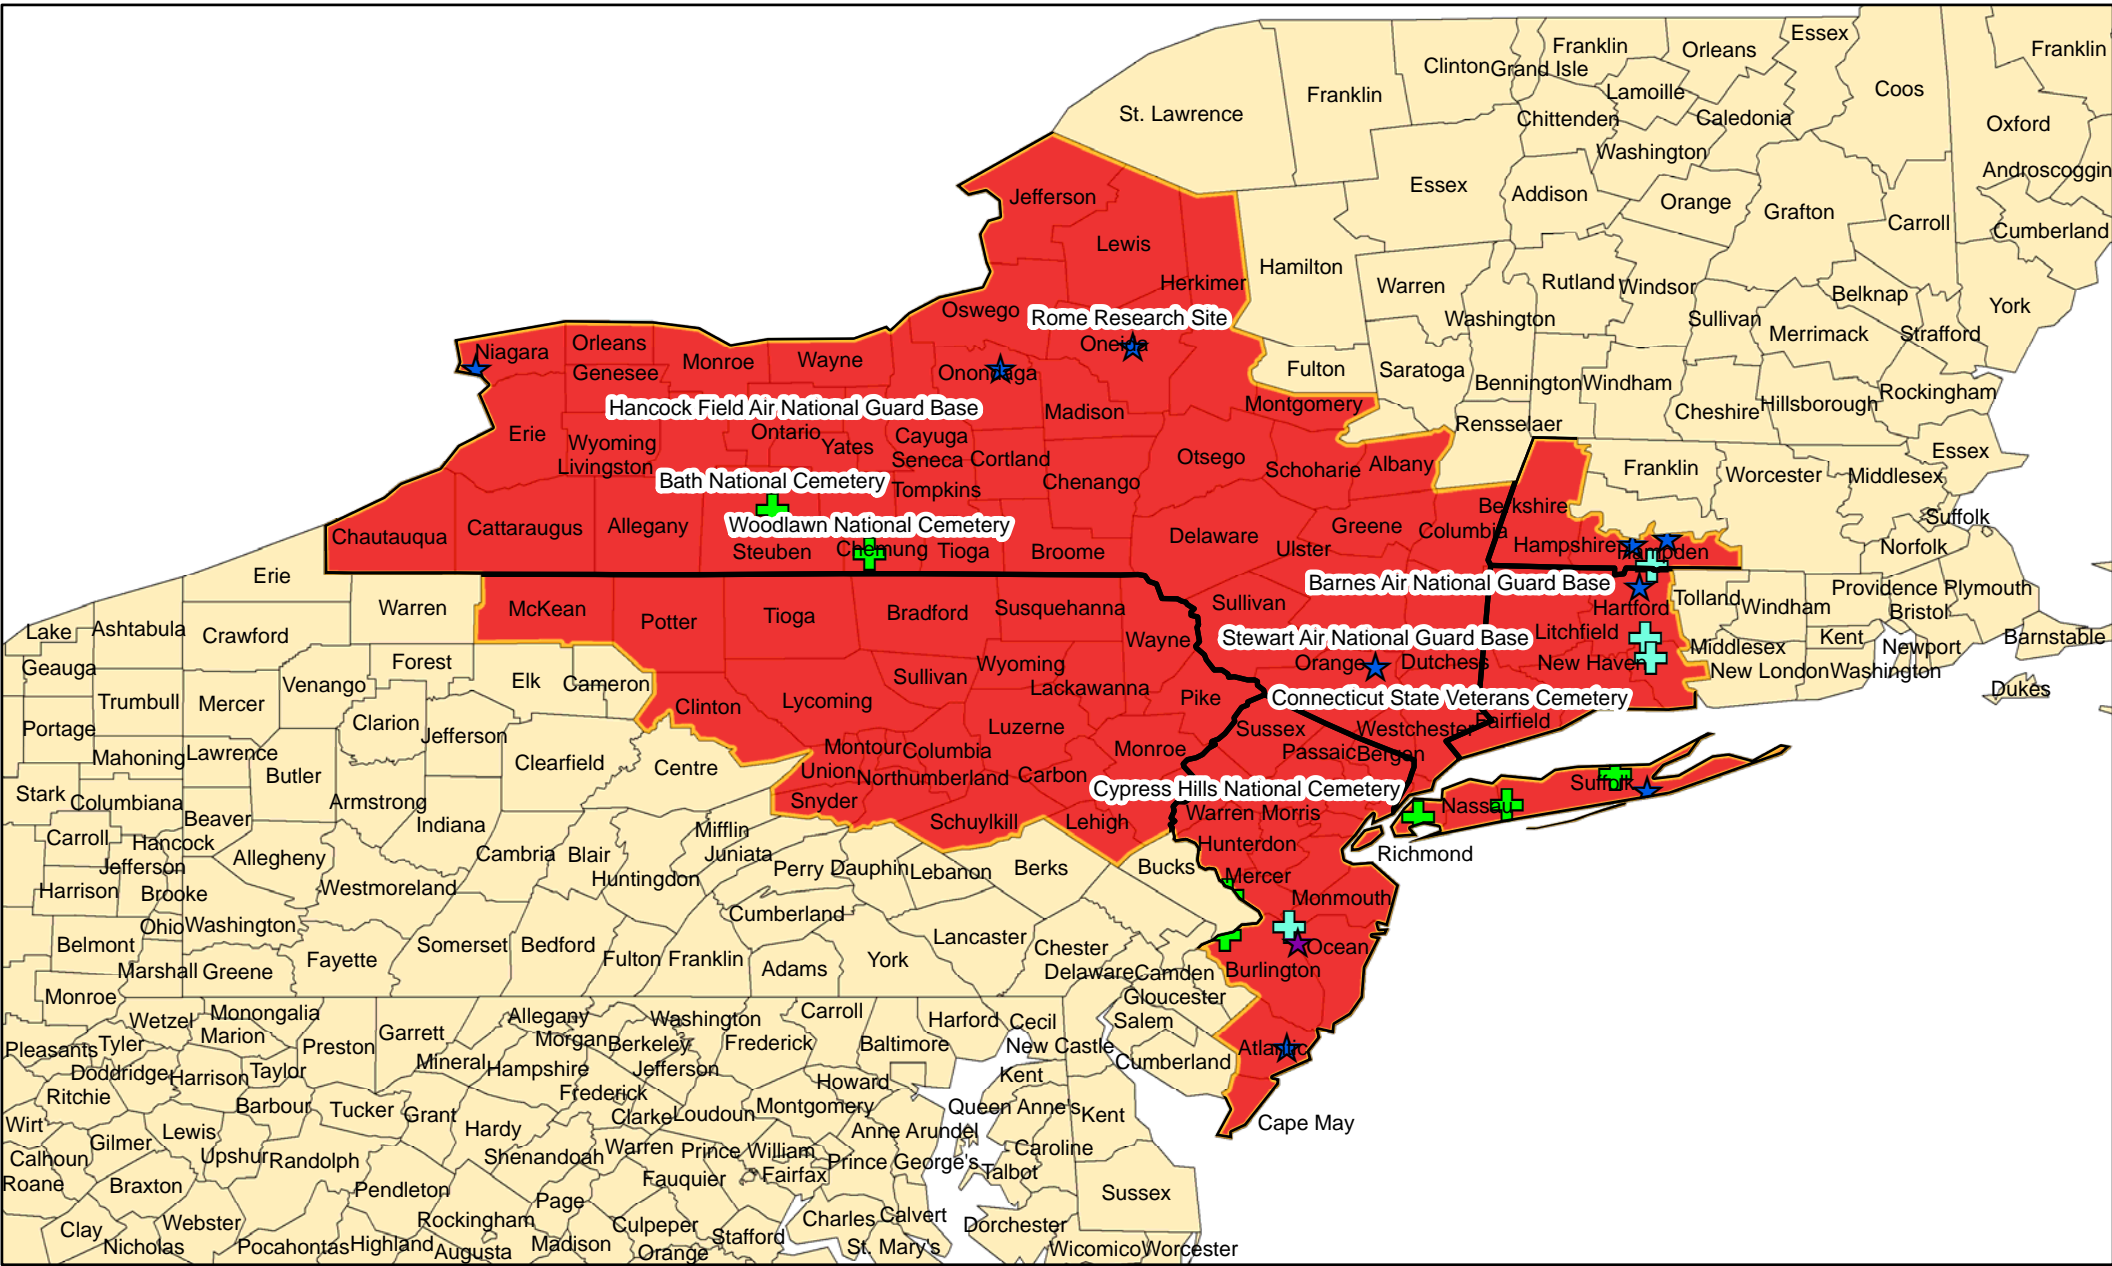 Essex
Franklin
Orleans
Franklin
Clinton
Grand Isle
Coos
Lamoille
Franklin
St. Lawrence
Chittenden
Caledonia
Oxford
Washington
Androscoggin
Essex
Addison
Jefferson
Orange
Grafton
Carroll
Cumberland
Lewis
Hamilton
Herkimer
Warren
Rutland
Windsor
Belknap
York
Oswego
Rome Research Site
Washington
Sullivan
Merrimack
Strafford
Niagara
Orleans
Monroe
Wayne
Oneida
Genesee
Onondaga
Fulton
Saratoga
Bennington
Windham
Rockingham
Hancock Field Air National Guard Base
Madison
Montgomery
Cheshire
Hillsborough
Rensselaer
Erie
Wyoming
Ontario
Yates
Cayuga
Essex
Livingston
Seneca
Cortland
Otsego
Schoharie
Albany
Franklin
Worcester
Middlesex
Bath National Cemetery
Tompkins
Chenango
Berkshire
Suffolk
Chautauqua
Cattaraugus
Allegany
Woodlawn National Cemetery
Delaware
Greene
Columbia
Steuben
Chemung
Tioga
Broome
Ulster
Hampshire
Hampden
Norfolk
Erie
Barnes Air National Guard Base
Providence
Plymouth
Warren
McKean
Potter
Tioga
Bradford
Susquehanna
Sullivan
Hartford
Tolland
Windham
Bristol
Lake
Ashtabula
Crawford
Wayne
Stewart Air National Guard Base
Litchfield
Middlesex
Kent
Newport
Barnstable
Geauga
Forest
Elk
Cameron
Wyoming
Sullivan
Lackawanna
Orange
Dutchess
New Haven
New London
Washington
Dukes
Trumbull
Mercer
Venango
Clinton
Lycoming
Pike
Connecticut State Veterans Cemetery
Portage
Clarion
Jefferson
Luzerne
Sussex
Westchester
Fairfield
Mahoning
Lawrence
Butler
Clearfield
Centre
Montour
Columbia
Monroe
Passaic
Bergen
Union
Northumberland
Carbon
Cypress Hills National Cemetery
Suffolk
Stark
Columbiana
Armstrong
Snyder
Nassau
Beaver
Indiana
Mifflin
Schuylkill
Lehigh
Warren
Morris
Carroll
Hancock
Allegheny
Cambria
Blair
Juniata
Hunterdon
Richmond
Jefferson
Huntingdon
Perry
Dauphin
Lebanon
Berks
Bucks
Mercer
Harrison
Brooke
Westmoreland
Monmouth
Ohio
Washington
Cumberland
Belmont
Somerset
Bedford
Lancaster
Chester
Ocean
Marshall
Greene
Fayette
Fulton
Franklin
Adams
York
Delaware
Camden
Burlington
Monroe
Gloucester
Wetzel
Monongalia
Allegany
Washington
Carroll
Harford
Cecil
Salem
Marion
Garrett
Morgan
Berkeley
Frederick
Baltimore
New Castle
Atlantic
Pleasants
Tyler
Preston
Mineral
Hampshire
Jefferson
Cumberland
Doddridge
Harrison
Taylor
Howard
Kent
Ritchie
Frederick
Barbour
Tucker
Grant
Clarke
Loudoun
Montgomery
Queen Anne's
Kent
Cape May
Wirt
Gilmer
Lewis
Hardy
Anne Arundel
Calhoun
Upshur
Randolph
Shenandoah
Warren
Prince William
Prince George's
Caroline
Roane
Braxton
Pendleton
Fauquier
Fairfax
Talbot
Page
Sussex
Clay
Webster
Rockingham
Culpeper
Charles
Calvert
Dorchester
Nicholas
Pocahontas
Highland
Augusta
Madison
Orange
Stafford
St. Mary's
Wicomico
Worcester